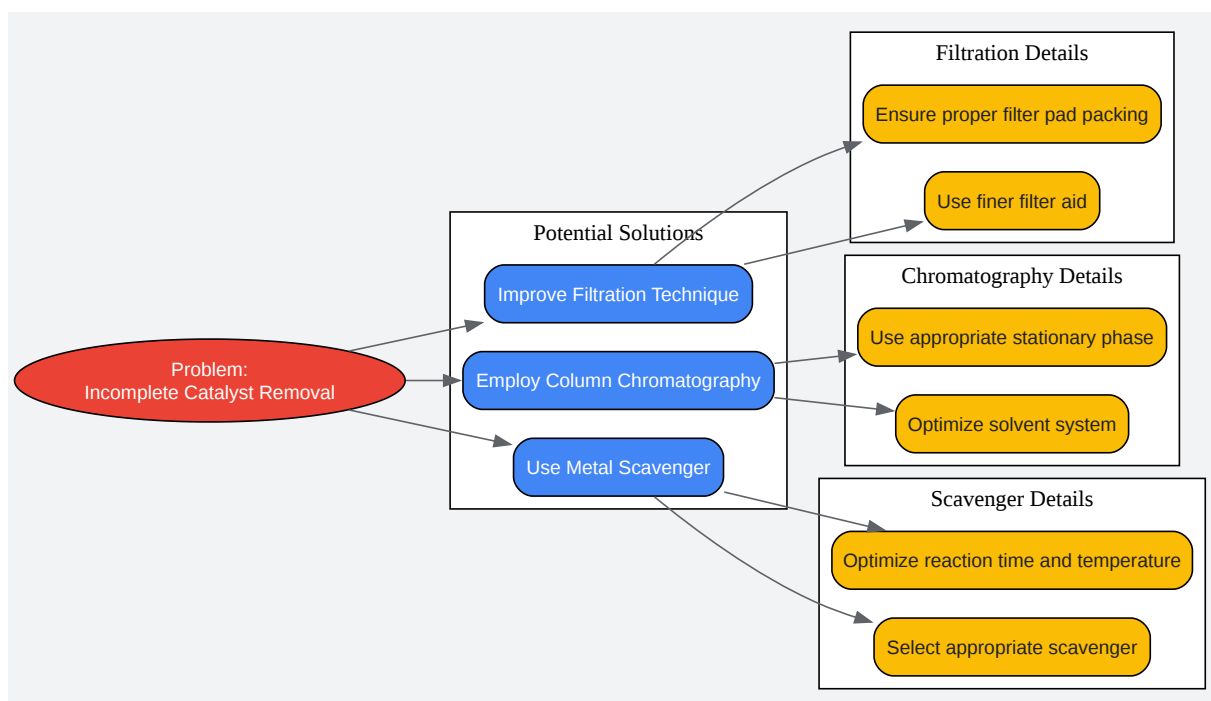 Problem:
Incomplete Catalyst Removal
Potential Solutions
Improve Filtration Technique
Employ Column Chromatography
Use Metal Scavenger
Filtration Details
Ensure proper filter pad packing
Use finer filter aid
Chromatography Details
Use appropriate stationary phase
Optimize solvent system
Scavenger Details
Optimize reaction time and temperature
Select appropriate scavenger